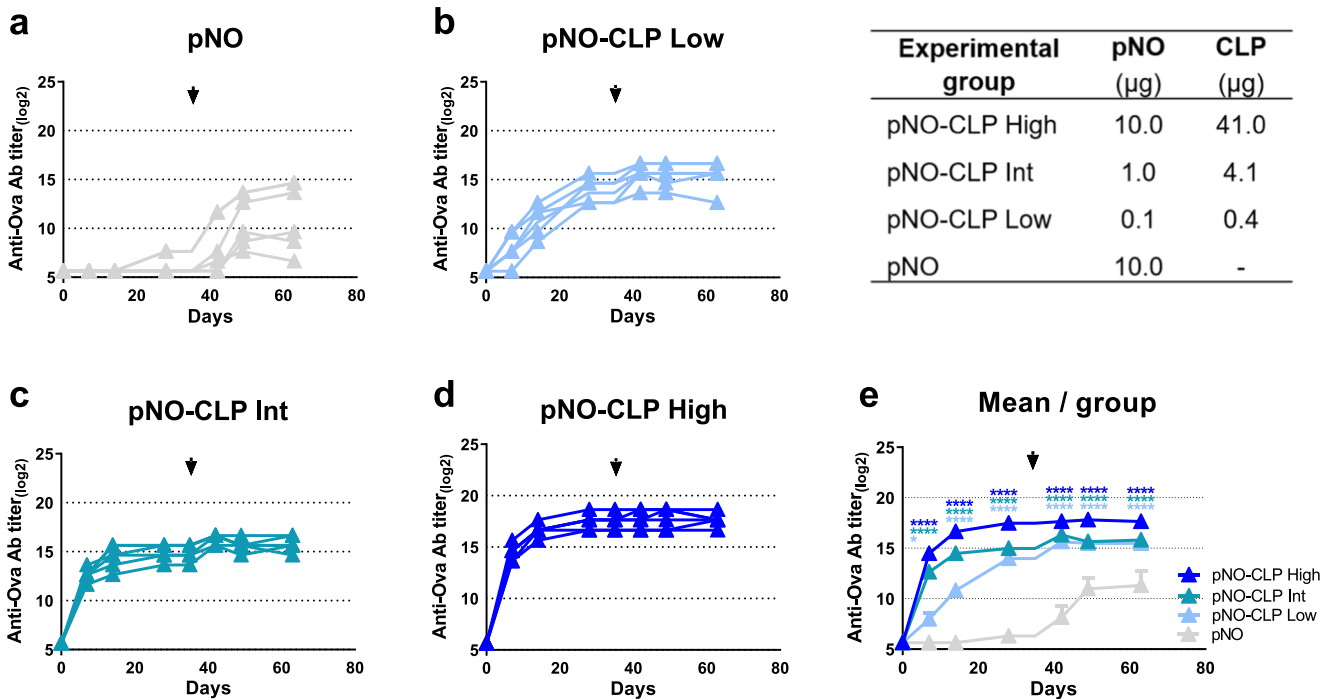 a
pNO
Anti-Ova Ab titer(log2)
25
20
15
10
5
0 20 40 60 80
Days
b
pNO-CLP Low
Anti-Ova Ab titer(log2)
25
20
15
10
5
0 20 40 60 80
Days
Experimental group pNO (μg) CLP (μg)
pNO-CLP High 10.0 41.0
pNO-CLP Int 1.0 4.1
pNO-CLP Low 0.1 0.4
pNO 10.0 -
c
pNO-CLP Int
Anti-Ova Ab titer(log2)
25
20
15
10
5
0 20 40 60 80
Days
d
pNO-CLP High
Anti-Ova Ab titer(log2)
25
20
15
10
5
0 20 40 60 80
Days
e
Mean / group
Anti-Ova Ab titer(log2)
25
20
15
10
5
**** **** **** **** **** ****
**** **** **** **** **** ****
* **** **** **** **** ****
pNO-CLP High
pNO-CLP Int
pNO-CLP Low
pNO
0 20 40 60 80
Days